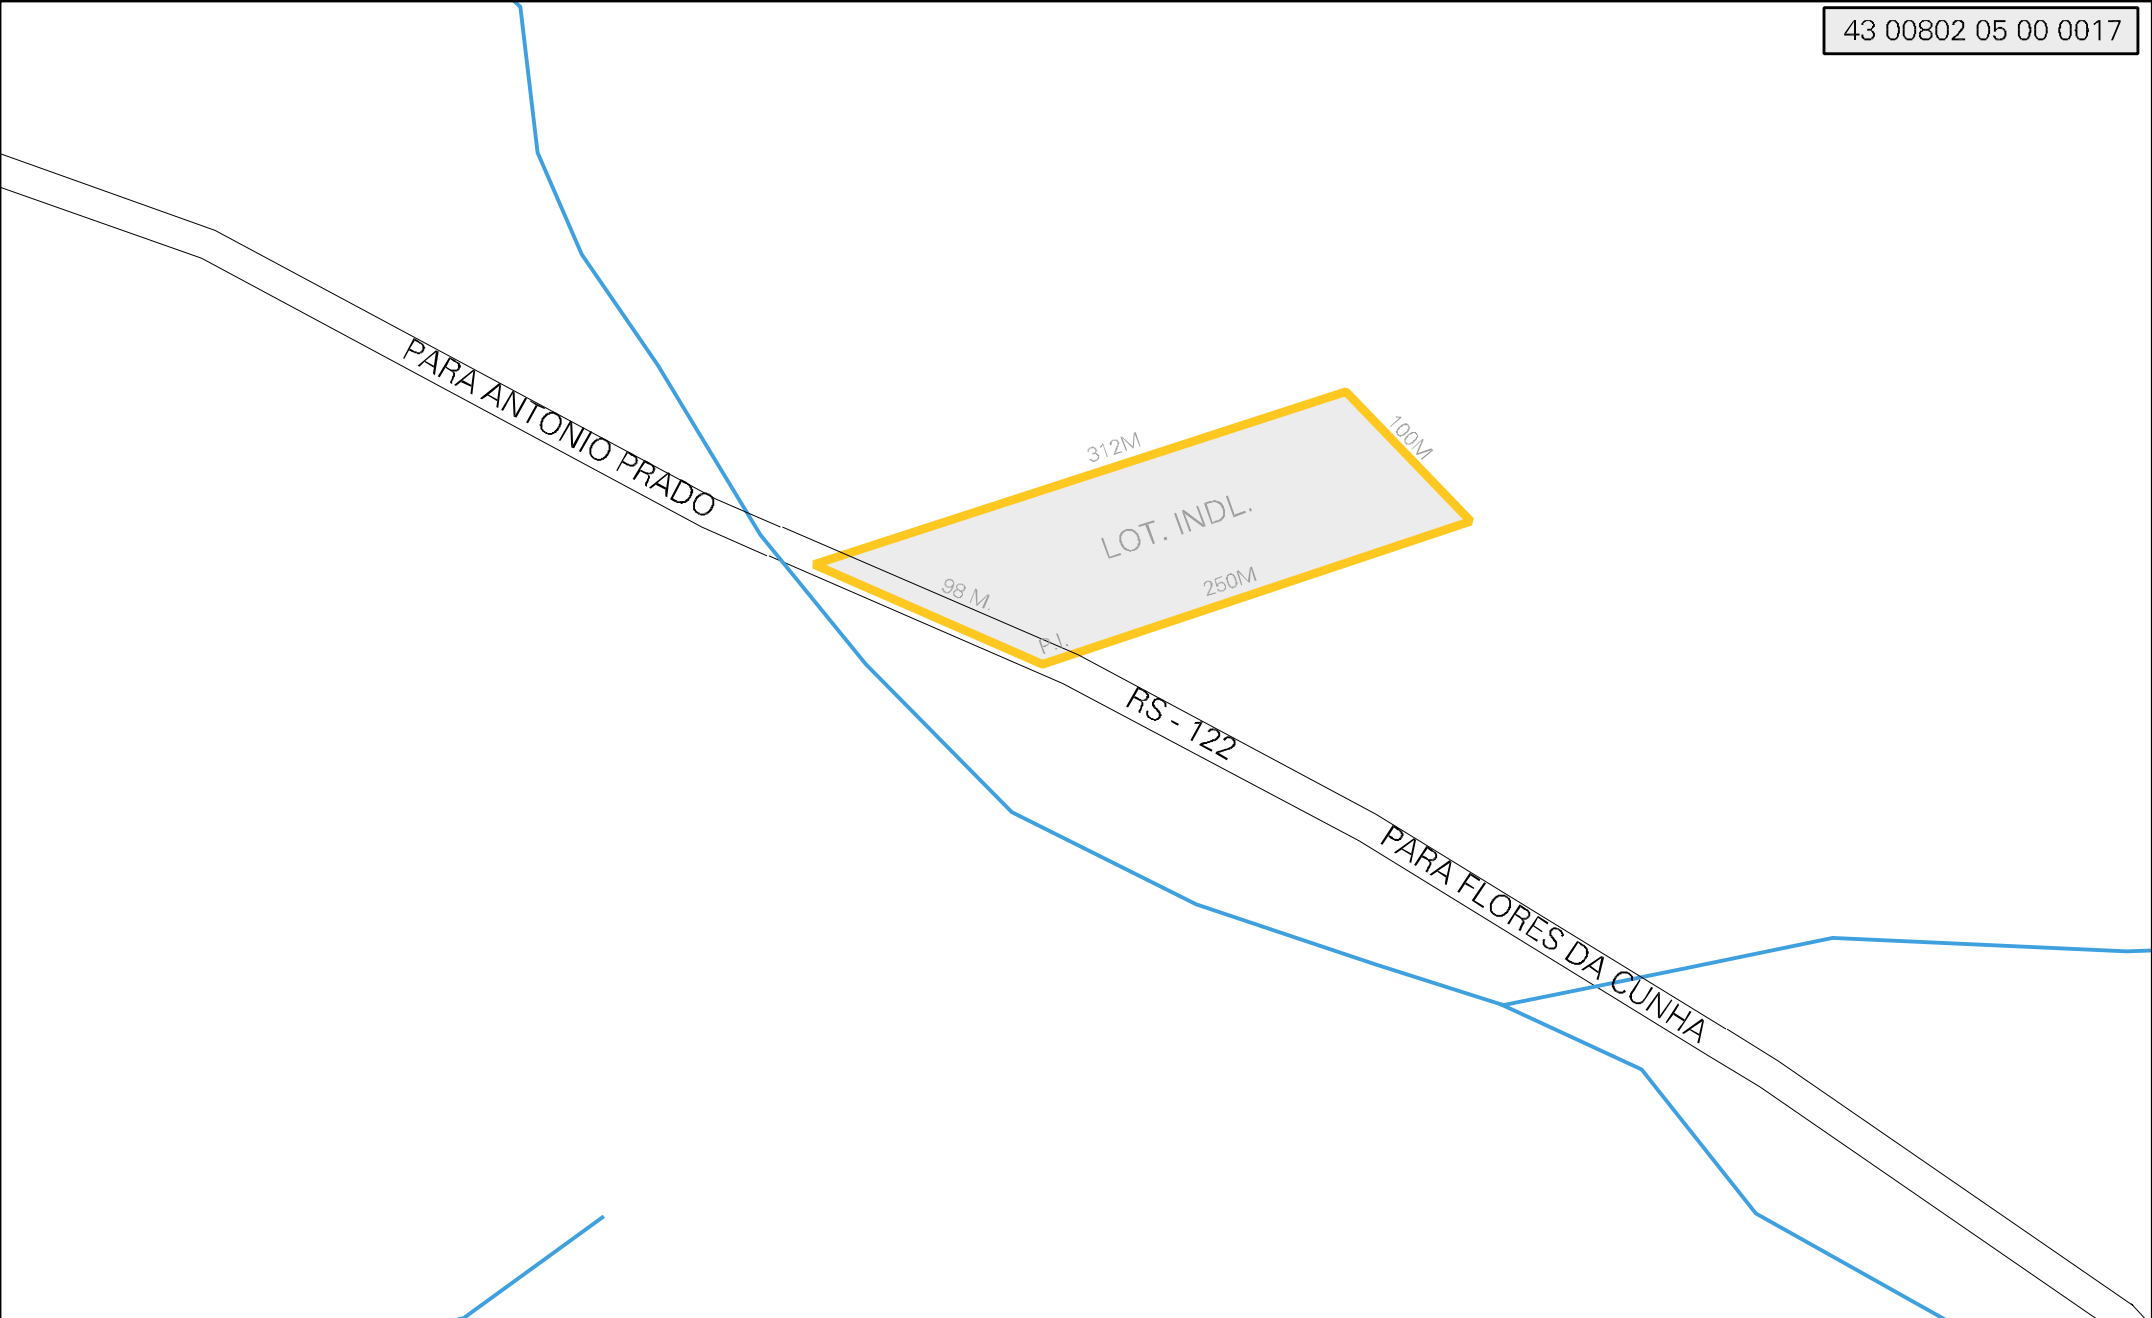 43 00802 05 00 0017
PARA ANTONIO PRADO
312M
100M
LOT. INDL.
98 M.
250M
P.I.
RS - 122
PARA FLORES DA CUNHA